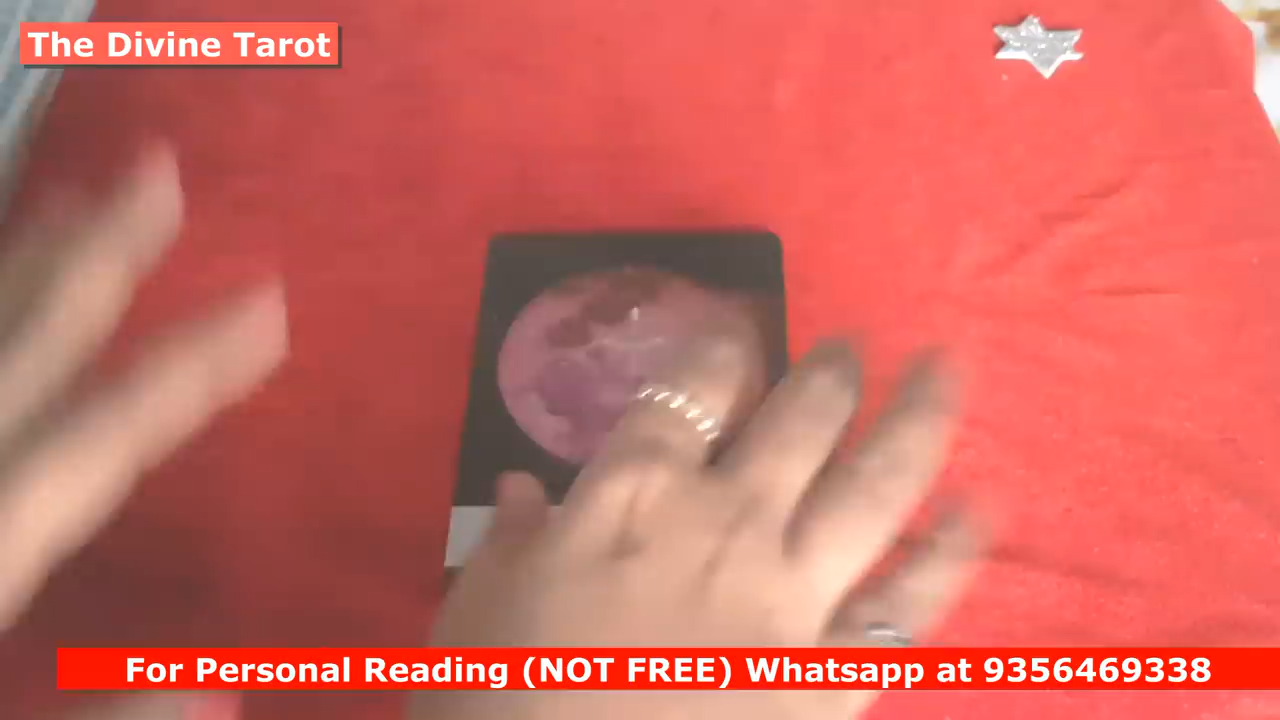 The Divine Tarot
For Personal Reading (NOT FREE) Whatsapp at 9356469338